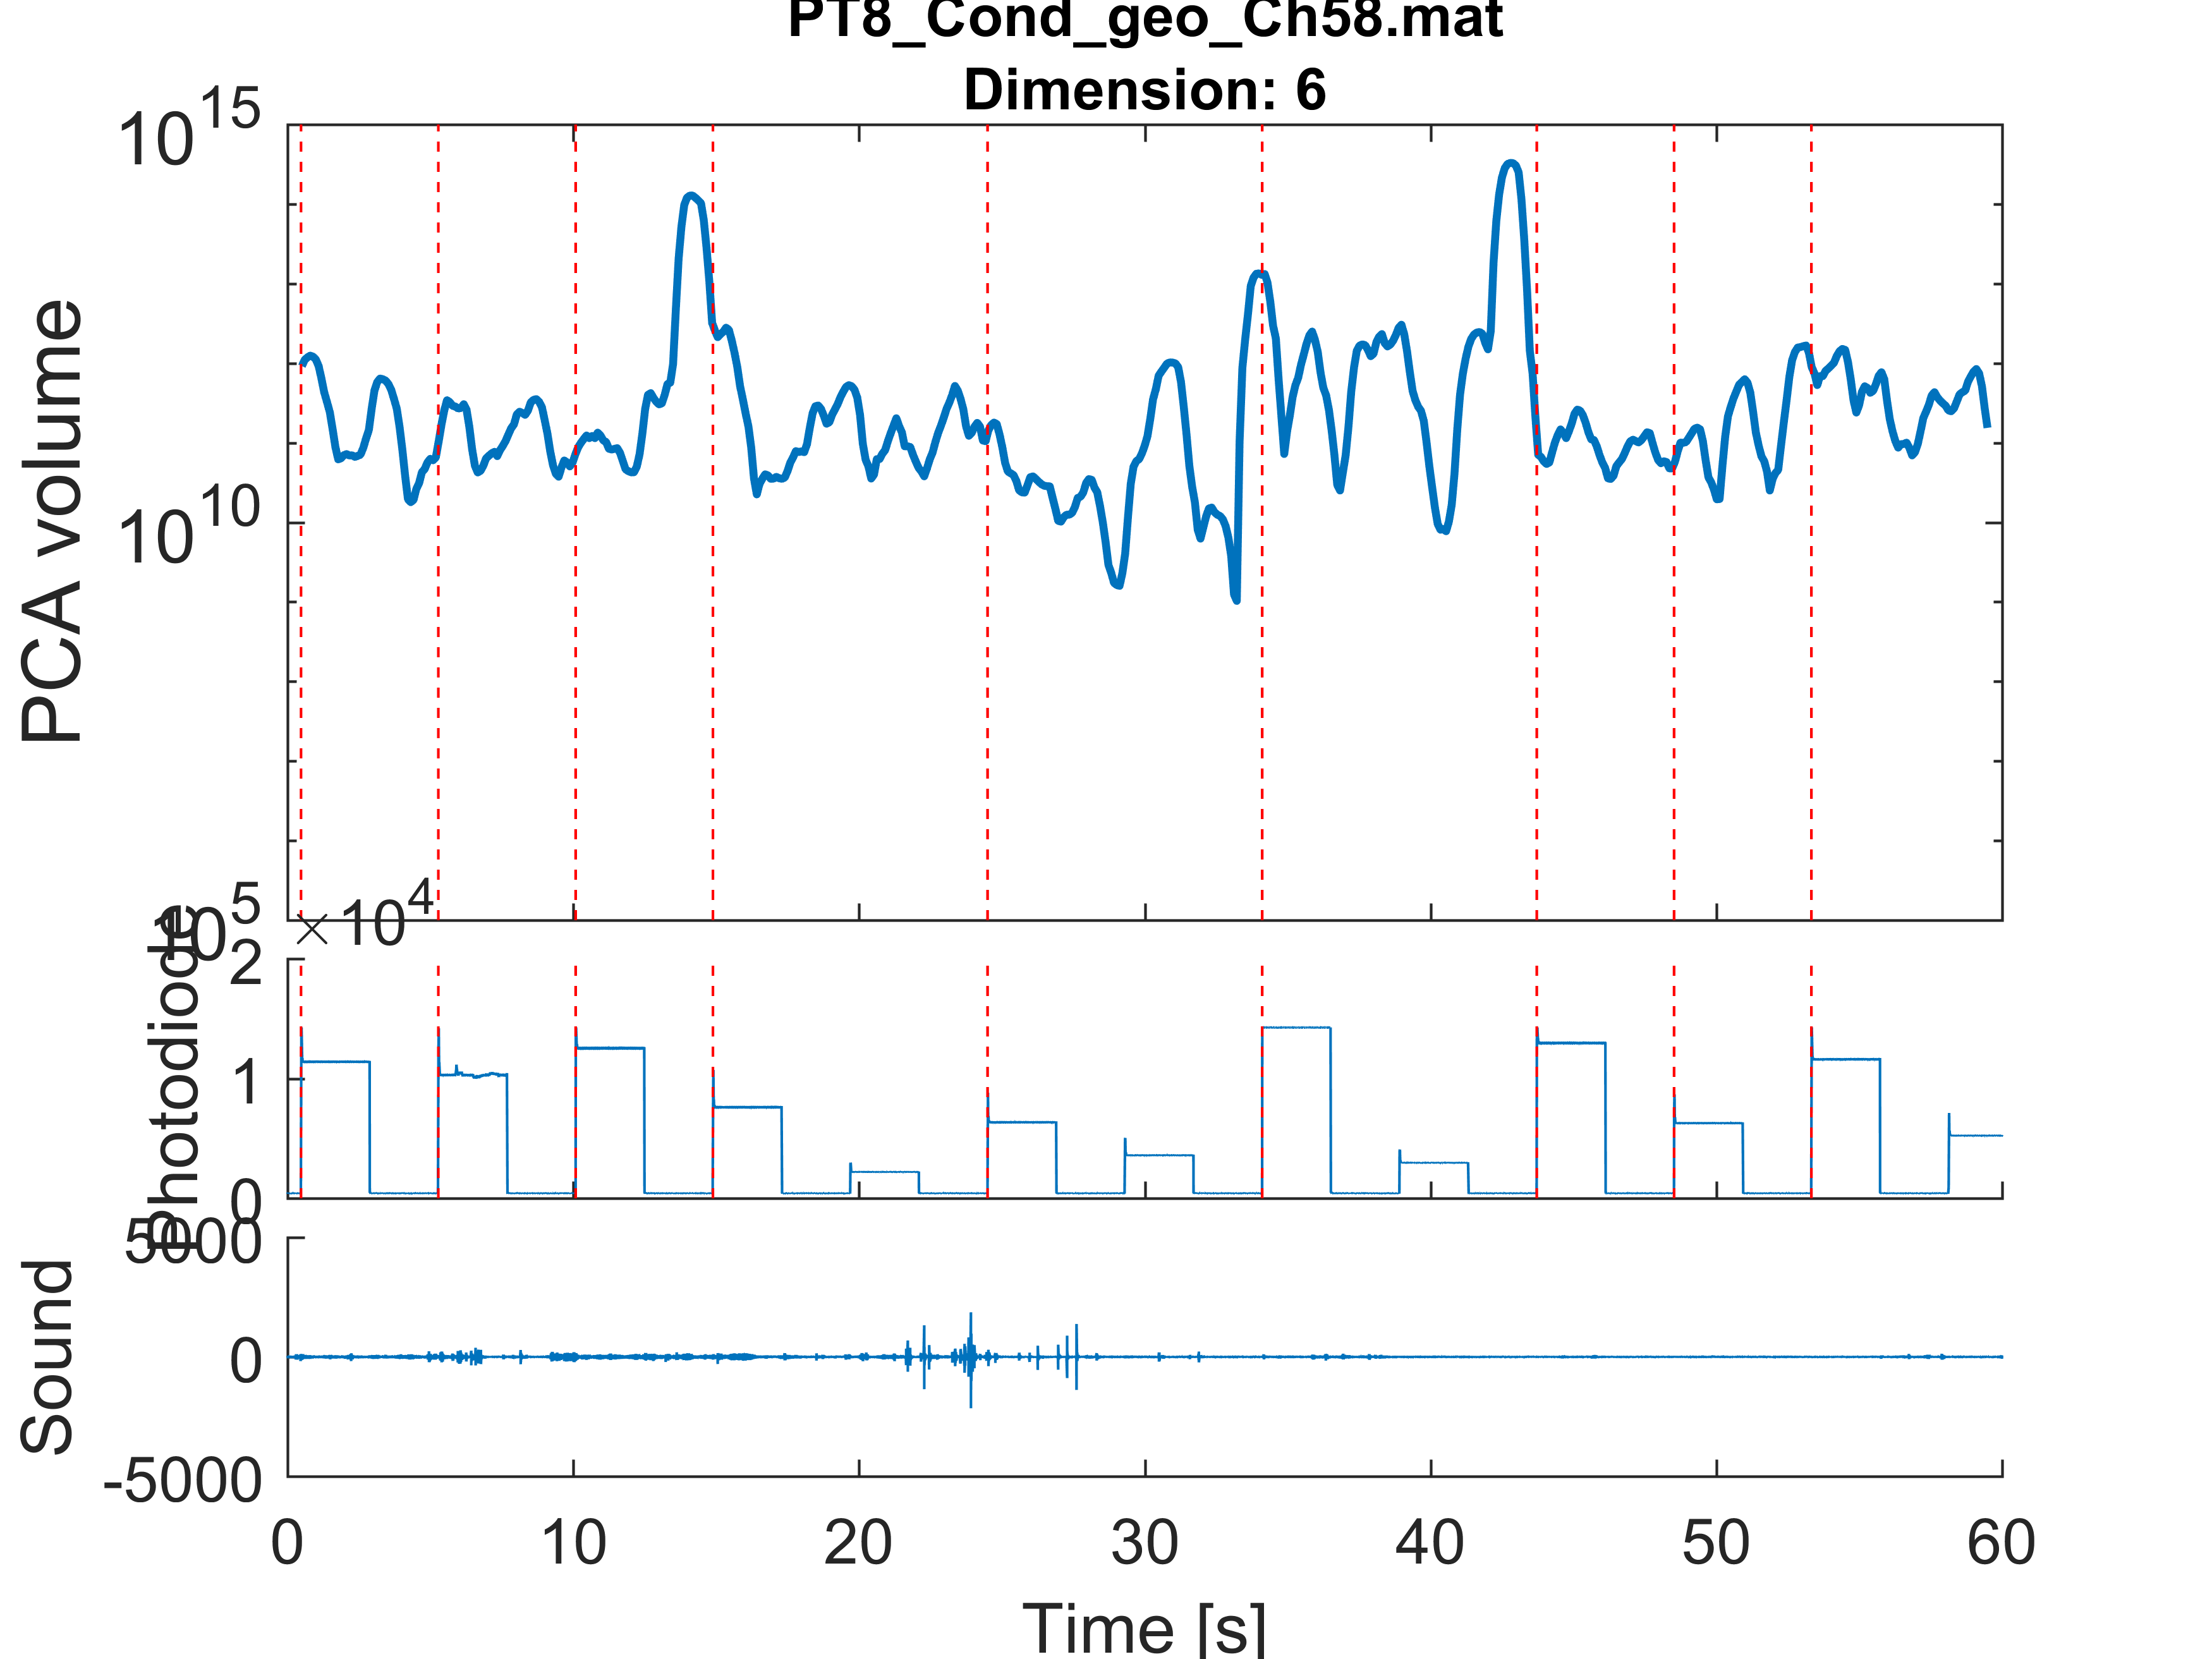 PT8_Cond_geo_Ch58.mat
Dimension: 6
10^15
10^10
10^5
PCA volume
×10^4
2
1
0
Photodiode
5000
0
-5000
Sound
0 10 20 30 40 50 60
Time [s]